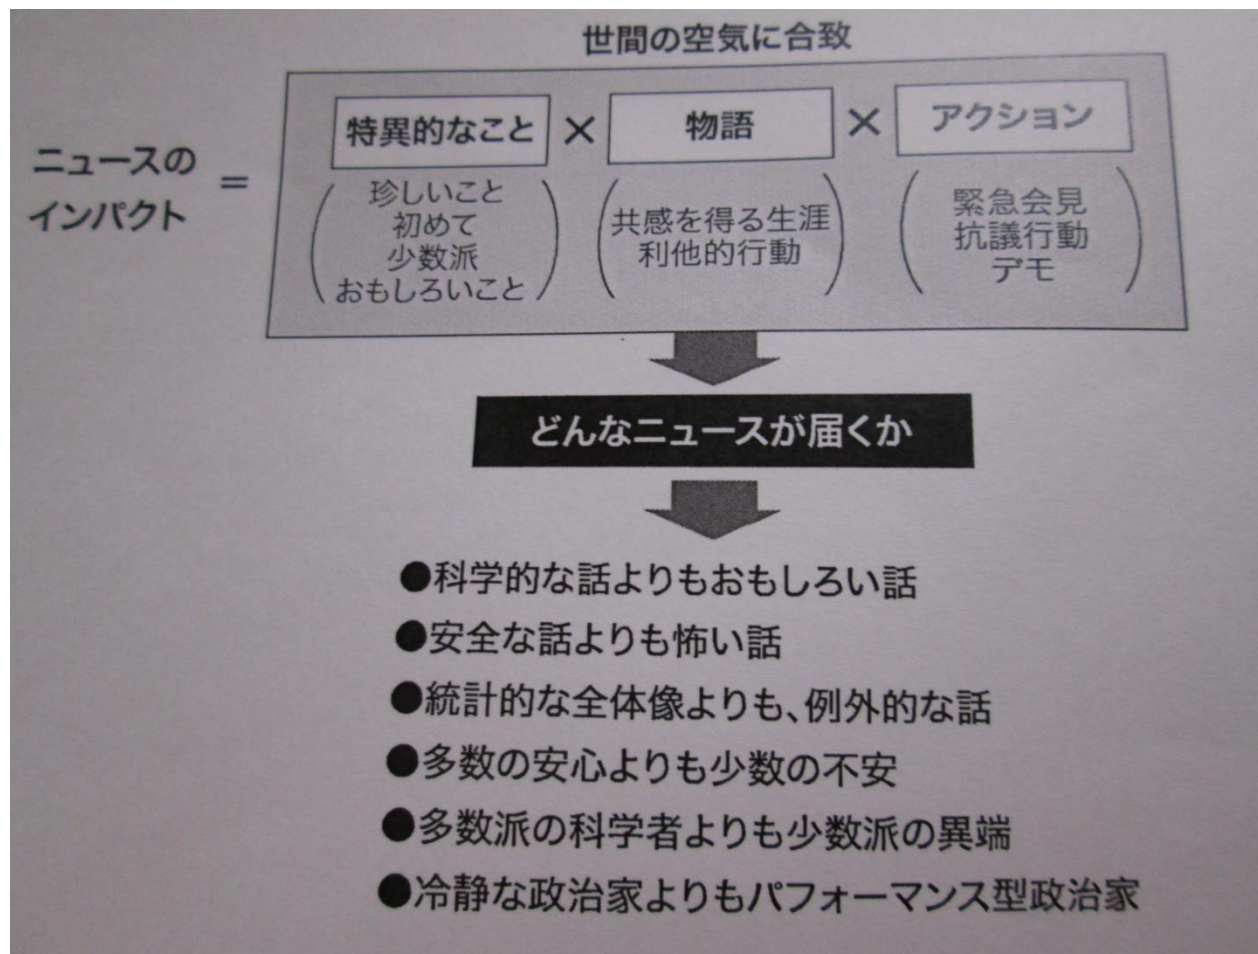 世間の空気に合致
ニュースの
インパクト
=
特異的なこと × 物語 × アクション
珍しいこと
初めて
少数派
おもしろいこと
共感を得る生涯
利他的行動
緊急会見
抗議行動
デモ
どんなニュースが届くか
●科学的な話よりもおもしろい話
●安全な話よりも怖い話
●統計的な全体像よりも、例外的な話
●多数の安心よりも少数の不安
●多数派の科学者よりも少数派の異端
●冷静な政治家よりもパフォーマンス型政治家